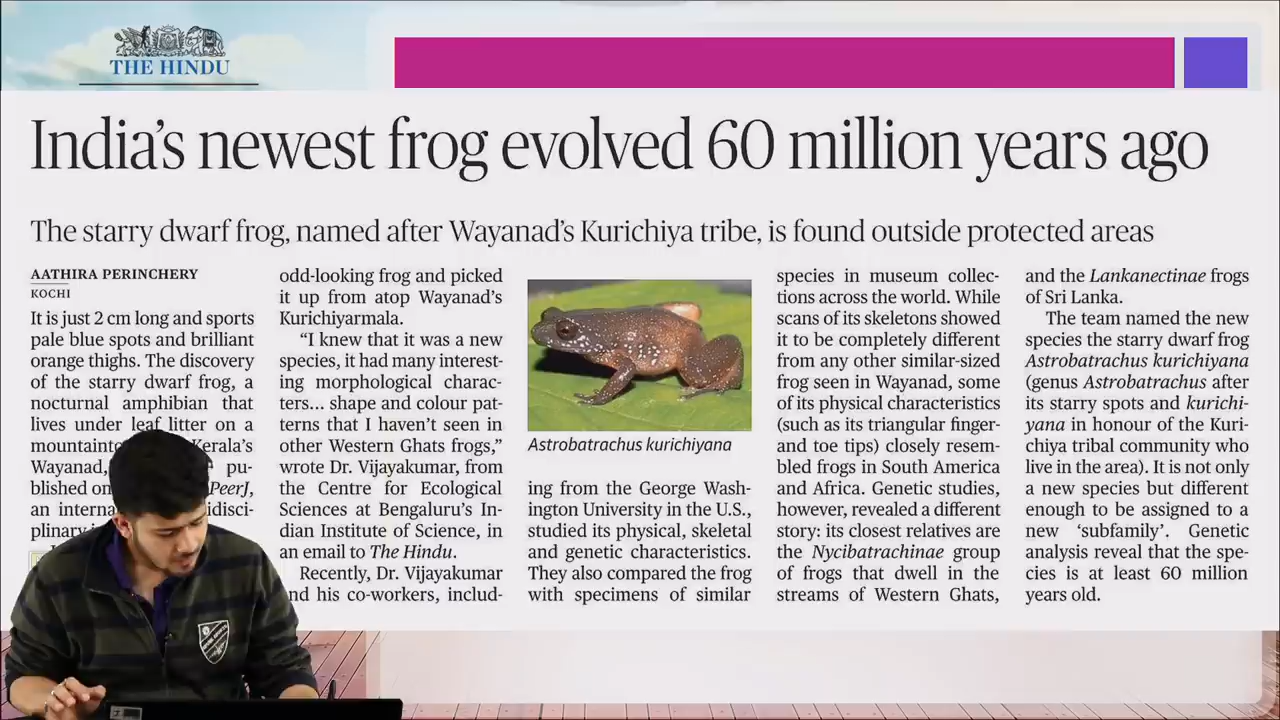 THE HINDU
India's newest frog evolved 60 million years ago
The starry dwarf frog, named after Wayanad's Kurichiya tribe, is found outside protected areas
AATHIRA PERINCHERY
KOCHI
It is just 2 cm long and sports
pale blue spots and brilliant
orange thighs. The discovery
of the starry dwarf frog, a
nocturnal amphibian that
lives under leaf litter on a
Kerala's
Wayanad, pu-
blished on PeerJ,
an
odd-looking frog and picked
it up from atop Wayanad's
Kurichiyarmala.
"I knew that it was a new
species, it had many interest-
ing morphological charac-
ters... shape and colour pat-
terns that I haven't seen in
other Western Ghats frogs,"
wrote Dr. Vijayakumar, from
the Centre for Ecological
Sciences at Bengaluru's In-
dian Institute of Science, in
an email to The Hindu.
Recently, Dr. Vijayakumar
and his co-workers, includ-
Astrobatrachus kurichiyana
ing from the George Wash-
ington University in the U.S.,
studied its physical, skeletal
and genetic characteristics.
They also compared the frog
with specimens of similar
species in museum collec-
tions across the world. While
scans of its skeletons showed
it to be completely different
from any other similar-sized
frog seen in Wayanad, some
of its physical characteristics
(such as its triangular finger-
and toe tips) closely resem-
bled frogs in South America
and Africa. Genetic studies,
however, revealed a different
story: its closest relatives are
the Nycibatrachinae group
of frogs that dwell in the
streams of Western Ghats,
and the Lankanectinae frogs
of Sri Lanka.
The team named the new
species the starry dwarf frog
Astrobatrachus kurichiyana
(genus Astrobatrachus after
its starry spots and kurichi-
yana in honour of the Kuri-
chiya tribal community who
live in the area). It is not only
a new species but different
enough to be assigned to a
new 'subfamily'. Genetic
analysis reveal that the spe-
cies is at least 60 million
years old.